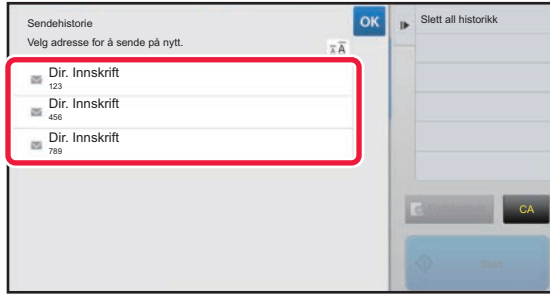 Sendehistorie
OK
Slett all historikk
Velg adresse for å sende på nytt.
A A
Dir. Innskrift
123
Dir. Innskrift
456
Dir. Innskrift
789
CA
Start